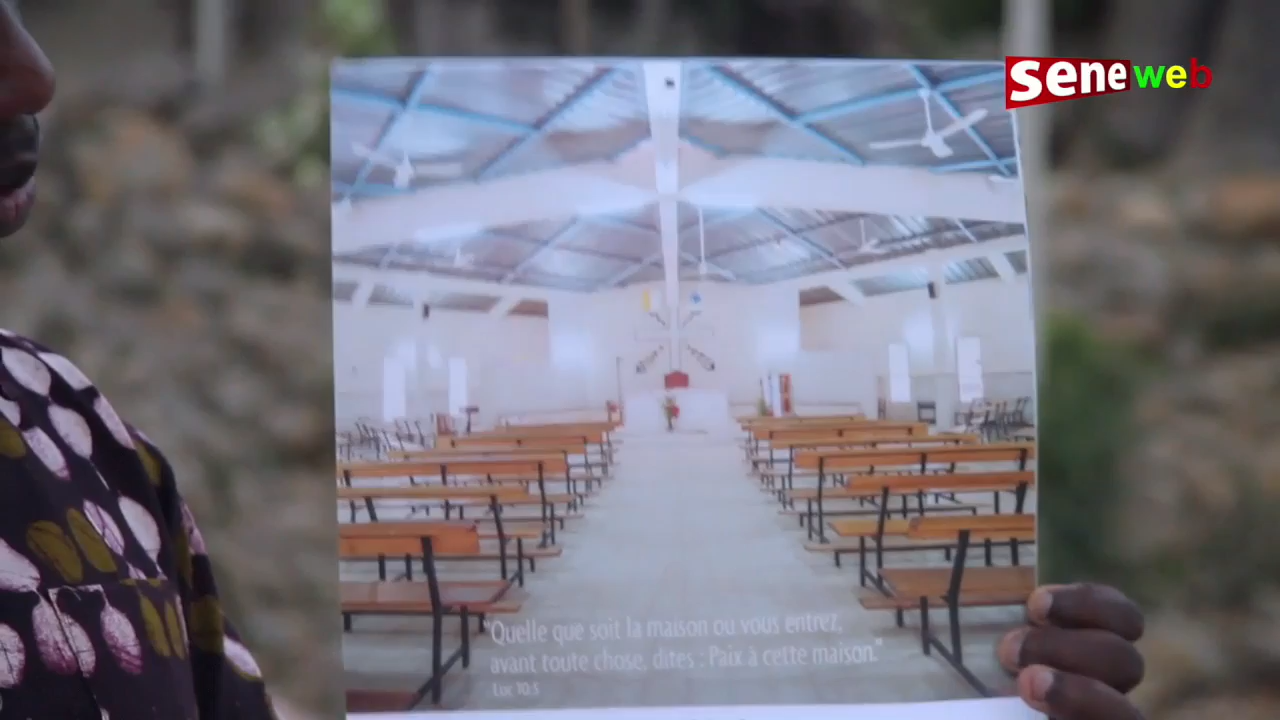 Seneweb
"Quelle que soit la maison ou vous entrez,
avant toute chose, dites : Paix à cette maison."
Luc 10.5